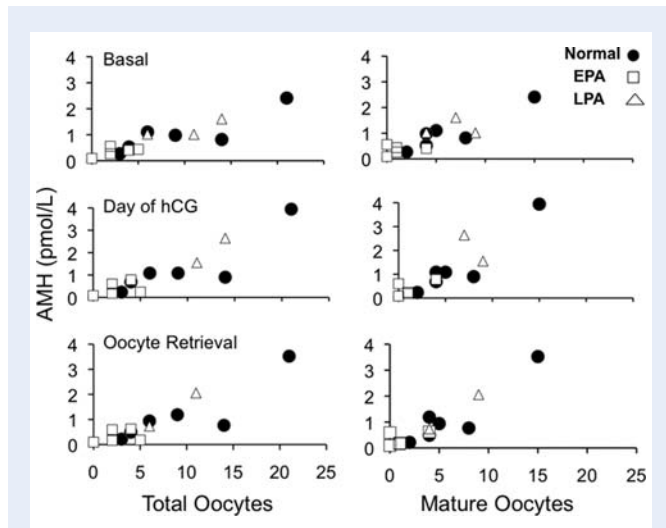 Normal
EPA
LPA
Basal
4
3
2
1
0
4
3
2
1
0
Day of hCG
4
3
2
1
0
4
3
2
1
0
Oocyte Retrieval
4
3
2
1
0
4
3
2
1
0
AMH (pmol/L)
0 5 10 15 20 25
0 5 10 15 20 25
Total Oocytes
Mature Oocytes